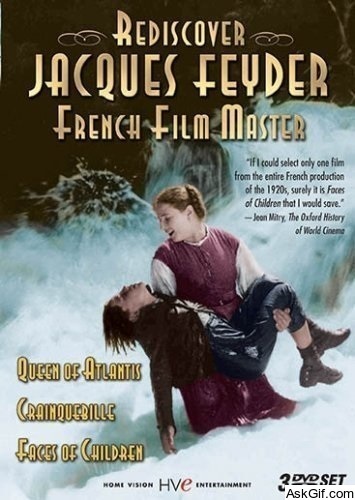 REDISCOVER
JACQUES FEYDER
FRENCH FILM MASTER
"If I could select only one film
from the entire French production
of the 1920s, surely it is Faces
of Children that I would save."
— Jean Mitry, The Oxford History
of World Cinema
QUEEN OF ATLANTIS
CRAINQUEBILLE
FACES OF CHILDREN
HOME VISION HVe ENTERTAINMENT
3 DVD SET
AskGif.com